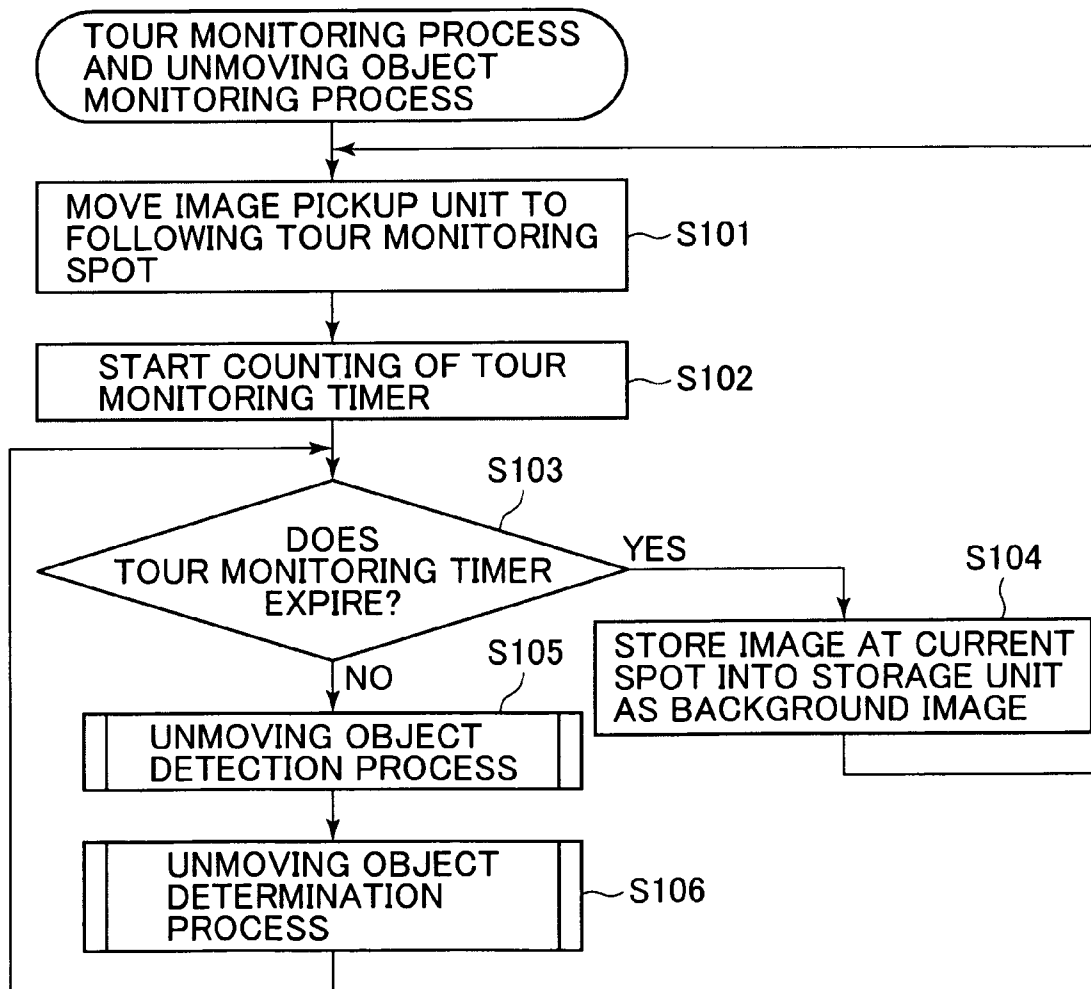 TOUR MONITORING PROCESS
AND UNMOVING OBJECT
MONITORING PROCESS
MOVE IMAGE PICKUP UNIT TO
FOLLOWING TOUR MONITORING
SPOT
S101
START COUNTING OF TOUR
MONITORING TIMER
S102
S103
DOES
TOUR MONITORING TIMER
EXPIRE?
YES
NO
S104
STORE IMAGE AT CURRENT
SPOT INTO STORAGE UNIT
AS BACKGROUND IMAGE
S105
UNMOVING OBJECT
DETECTION PROCESS
UNMOVING OBJECT
DETERMINATION
PROCESS
S106